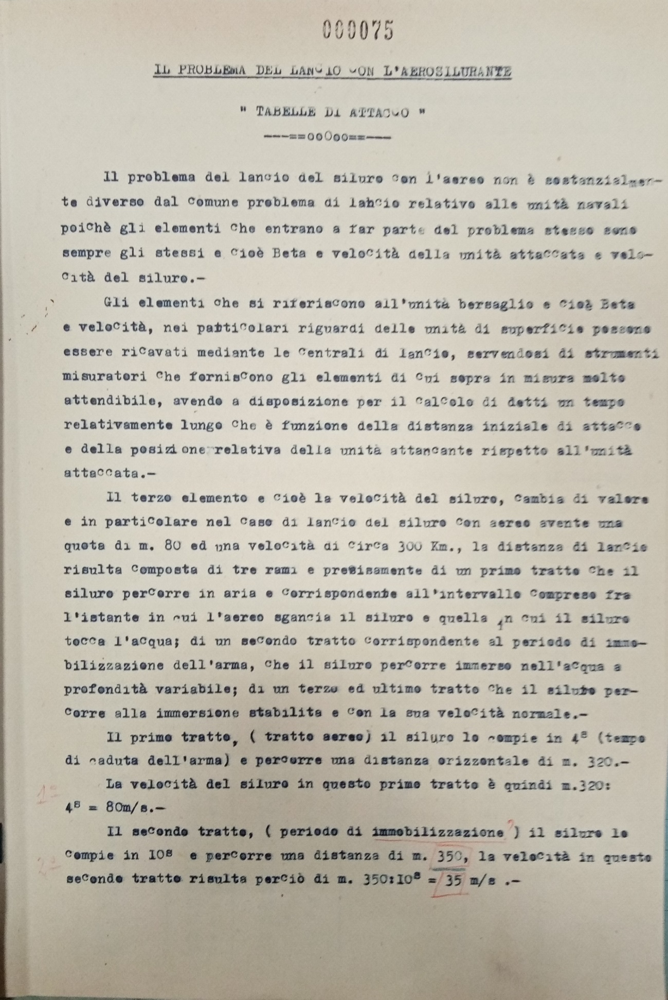 000075
IL PROBLEMA DEL LANCIO CON L'AEROSILURANTE
" TABELLE DI ATTACCO "
---==ooOoo==---
Il problema del lancio del siluro con l'aereo non è sostanzialmen-
te diverso dal comune problema di lahcio relativo alle unità navali
poichè gli elementi che entrano a far parte del problema stesso sono
sempre gli stessi e cioè Beta e velocità della unità attaccata e velo-
cità del siluro.-
Gli elementi che si riferiscono all'unità bersaglio e cioè Beta
e velocità, nei patticolari riguardi delle unità di superficie possono
essere ricavati mediante le centrali di lancio, servendosi di strumenti
misuratori che forniscono gli elementi di cui sopra in misura molto
attendibile, avendo a disposizione per il calcolo di detti un tempo
relativamente lungo che è funzione della distanza iniziale di attacco
e della posizione relativa della unità attancante rispetto all'unità
attaccata.-
Il terzo elemento e cioè la velocità del siluro, cambia di valore
e in particolare nel caso di lancio del siluro con aereo avente una
quota di m. 80 ed una velocità di circa 300 Km., la distanza di lancio
risulta composta di tre rami e precisamente di un primo tratto che il
siluro percorre in aria e corrispondente all'intervallo compreso fra
l'istante in cui l'aereo sgancia il siluro e quella in cui il siluro
tocca l'acqua; di un secondo tratto corrispondente al periodo di immo-
bilizzazione dell'arma, che il siluro percorre immerso nell'acqua a
profondità variabile; di un terzo ed ultimo tratto che il siluro per-
corre alla immersione stabilita e con la sua velocità normale.-
Il primo tratto, ( tratto aereo) il siluro lo compie in 4s (tempo
di caduta dell'arma) e percorre una distanza orizzontale di m. 320.-
1° La velocità del siluro in questo primo tratto è quindi m.320:
4s = 80m/s.-
Il secondo tratto, ( periodo di immobilizzazione ? ) il siluro lo
2° compie in 10s e percorre una distanza di m. 350, la velocità in questo
secondo tratto risulta perciò di m. 350:10s = 35 m/s .-